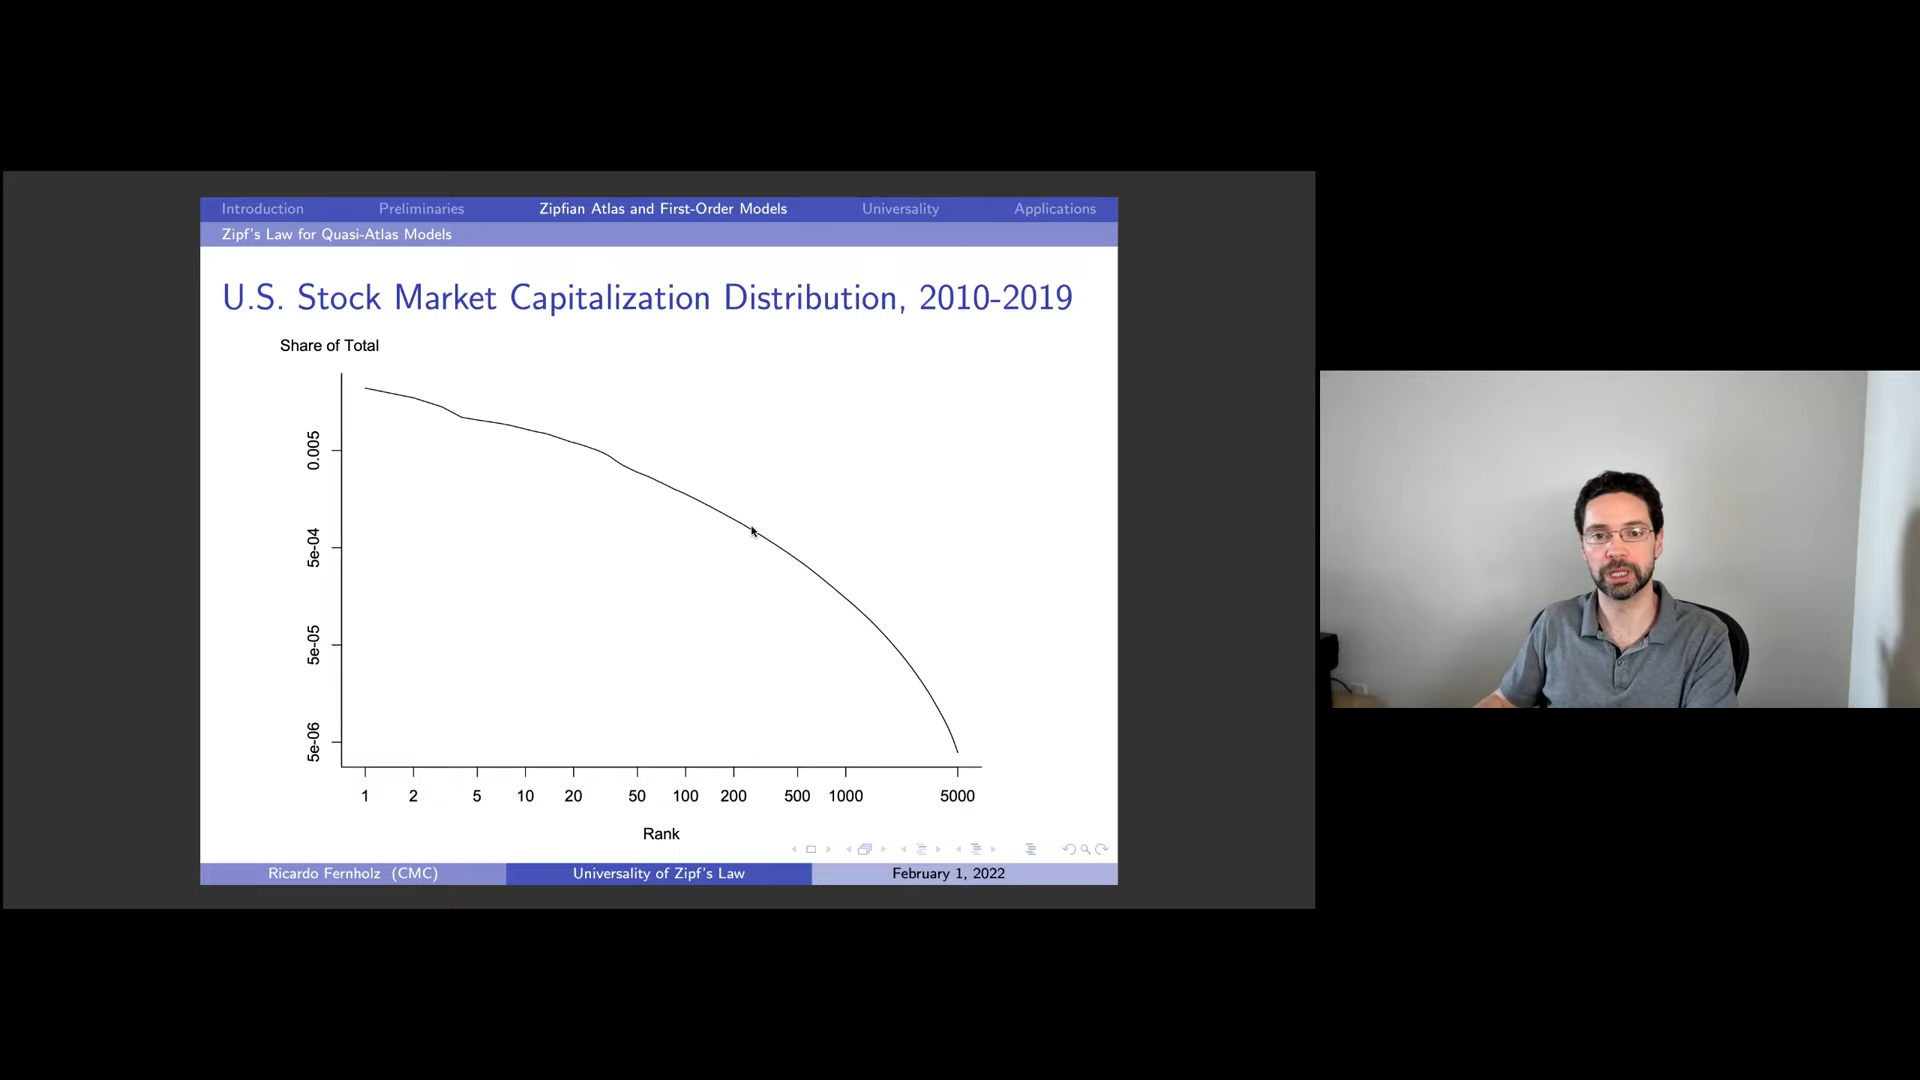 Introduction Preliminaries Zipfian Atlas and First-Order Models Universality Applications
Zipf's Law for Quasi-Atlas Models
U.S. Stock Market Capitalization Distribution, 2010-2019
Share of Total
0.005
5e-04
5e-05
5e-06
1 2 5 10 20 50 100 200 500 1000 5000
Rank
Ricardo Fernholz (CMC) Universality of Zipf's Law February 1, 2022